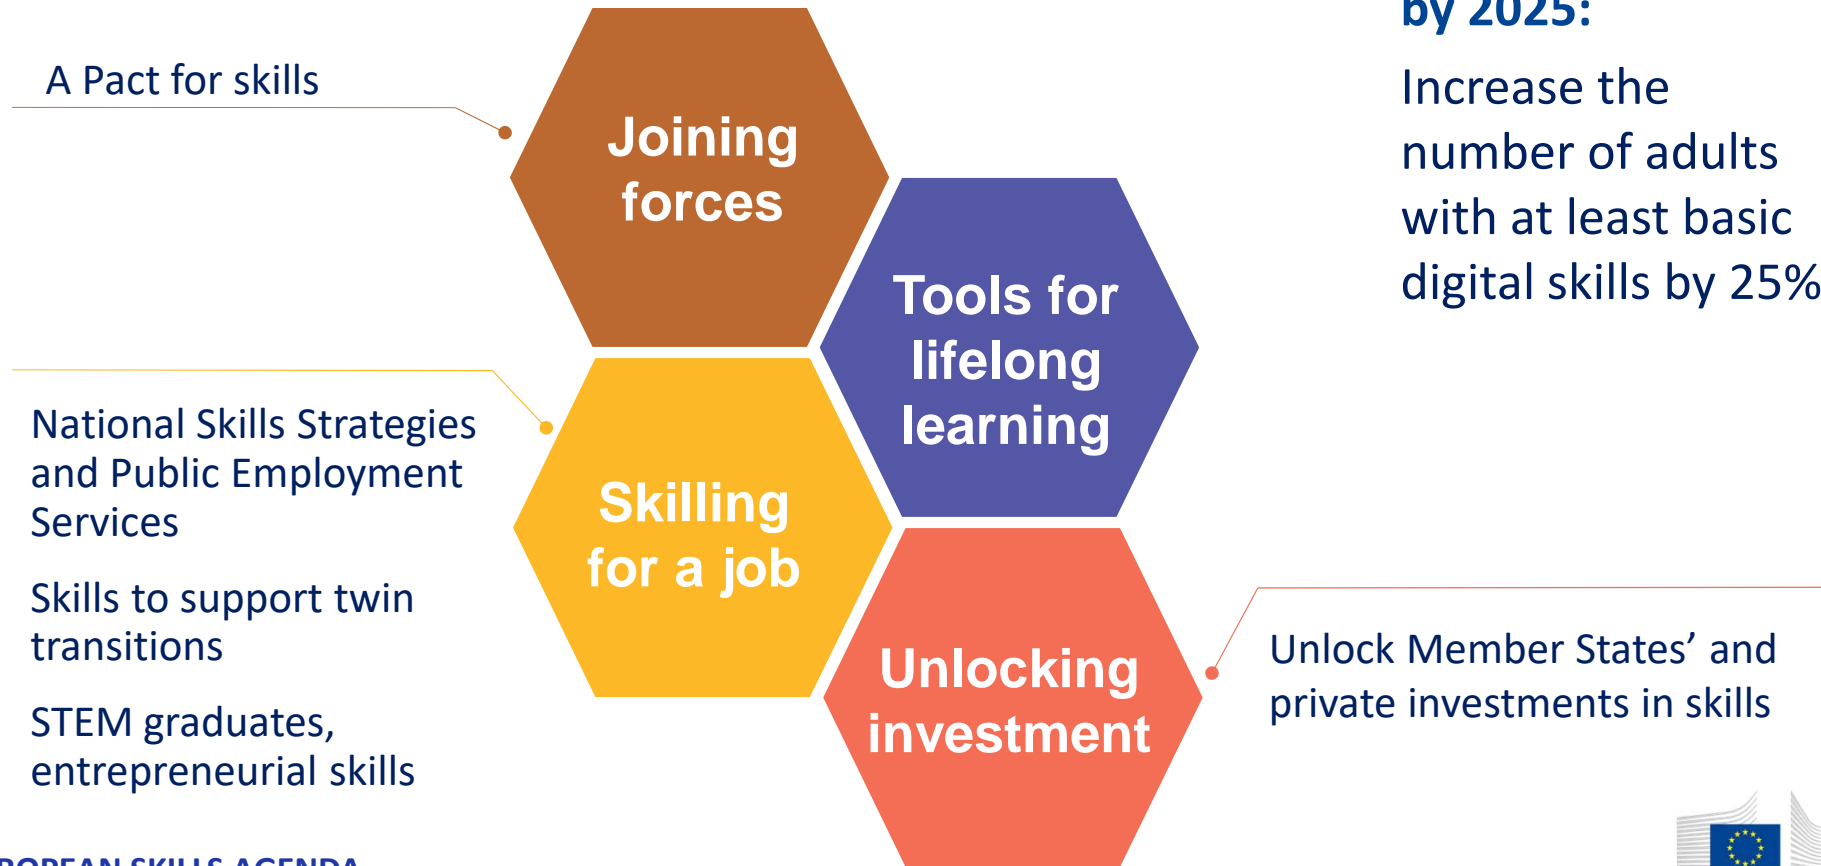 by 2025:
Increase the
number of adults
with at least basic
digital skills by 25%
A Pact for skills
Joining
forces
Tools for
lifelong
learning
National Skills Strategies
and Public Employment
Services
Skills to support twin
transitions
STEM graduates,
entrepreneurial skills
Skilling
for a job
Unlocking
investment
Unlock Member States’ and
private investments in skills
SKILLS AGENDA